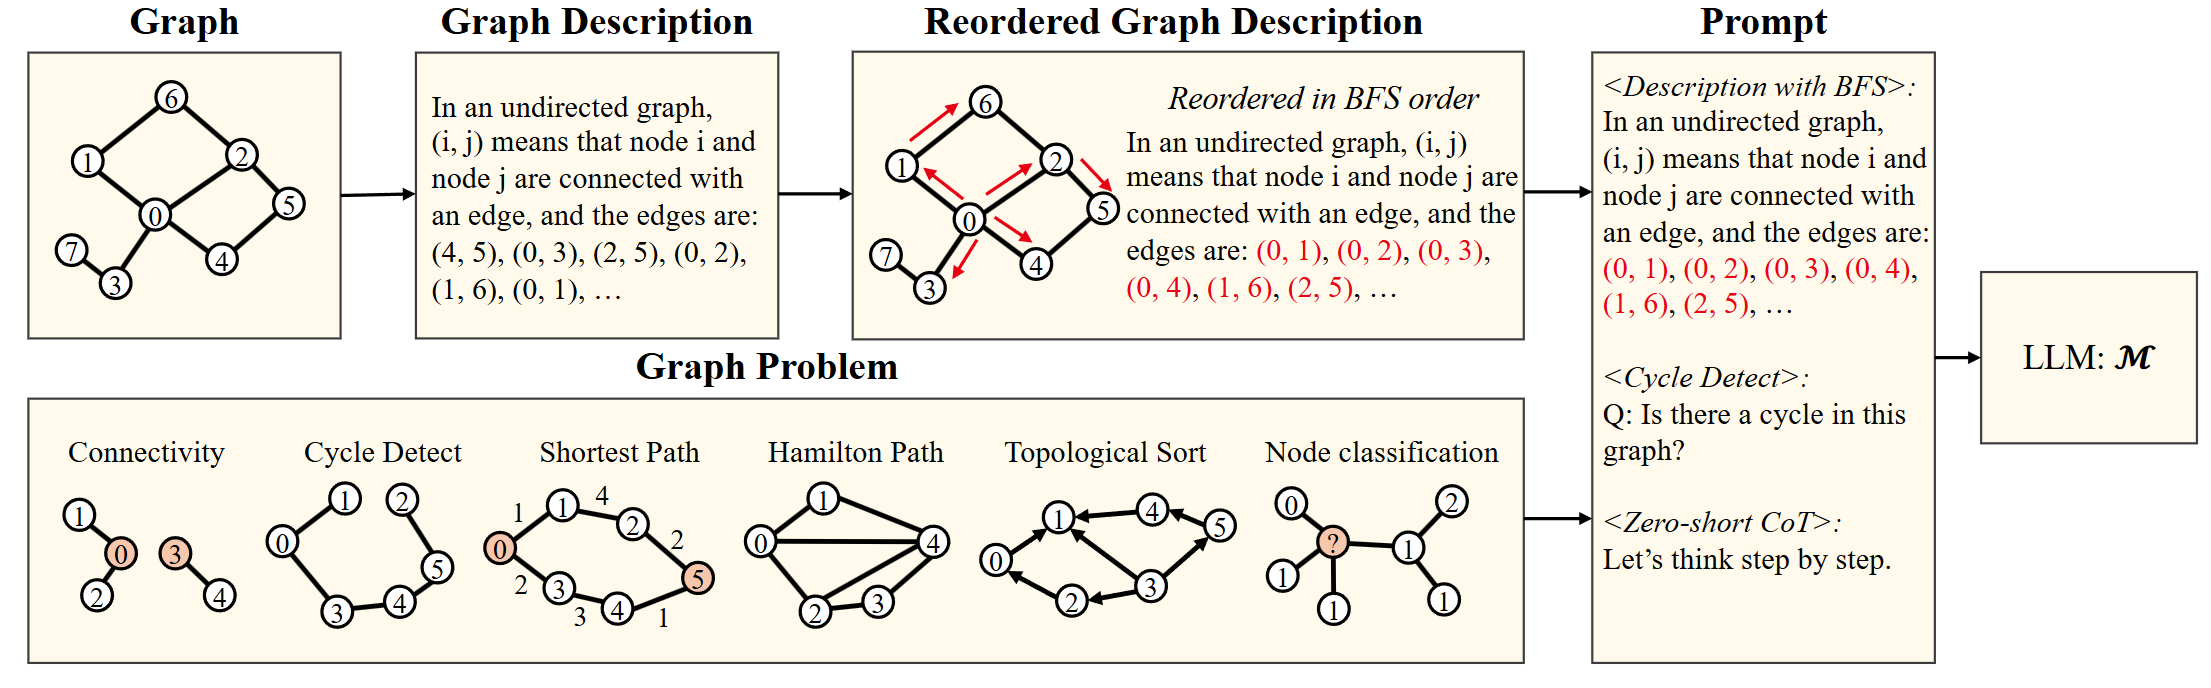 Graph
6
1
2
0
5
7
4
3
Graph Description
In an undirected graph,
(i, j) means that node i and
node j are connected with
an edge, and the edges are:
(4, 5), (0, 3), (2, 5), (0, 2),
(1, 6), (0, 1), …
Reordered Graph Description
6
1
2
0
5
7
4
3
Reordered in BFS order
In an undirected graph, (i, j)
means that node i and node j are
connected with an edge, and the
edges are: (0, 1), (0, 2), (0, 3),
(0, 4), (1, 6), (2, 5), …
Prompt
<Description with BFS>:
In an undirected graph,
(i, j) means that node i and
node j are connected with
an edge, and the edges are:
(0, 1), (0, 2), (0, 3), (0, 4),
(1, 6), (2, 5), …
<Cycle Detect>:
Q: Is there a cycle in this
graph?
<Zero-short CoT>:
Let’s think step by step.
LLM: 𝓜
Graph Problem
Connectivity
1
0
3
2
4
Cycle Detect
1
2
0
5
3
4
Shortest Path
1
1
4
2
0
2
5
2
3
3
4
1
Hamilton Path
1
0
4
2
3
Topological Sort
1
4
5
0
3
2
Node classification
0
2
?
1
1
1
1